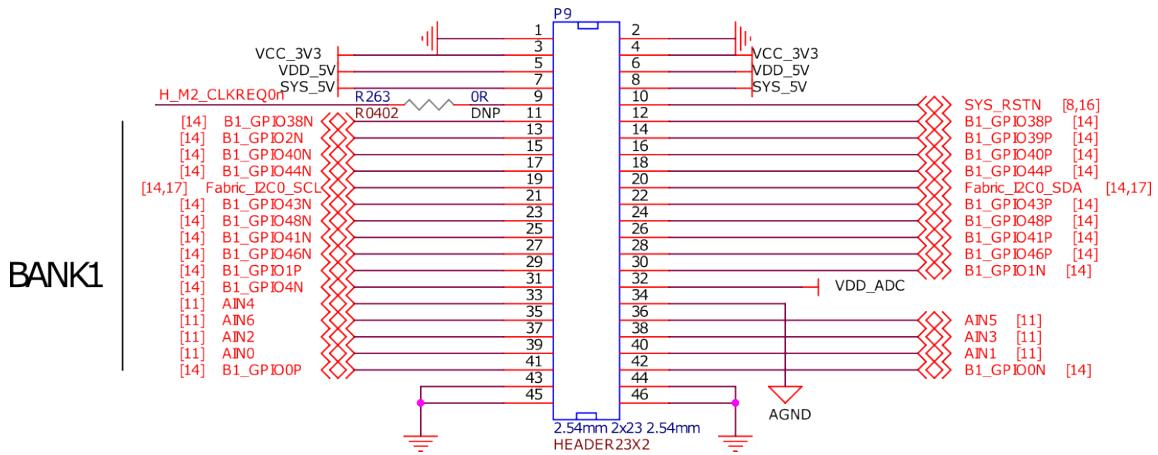 P9
1 2
VCC_3V3 3 4 VCC_3V3
VDD_5V 5 6 VDD_5V
SYS_5V 7 8 SYS_5V
H_M2_CLKREQ0n R263 0R 9 10 SYS_RSTN [8,16]
R0402 DNP
[14] B1_GPIO38N 11 12 B1_GPIO38P [14]
[14] B1_GPIO2N 13 14 B1_GPIO39P [14]
[14] B1_GPIO40N 15 16 B1_GPIO40P [14]
[14] B1_GPIO44N 17 18 B1_GPIO44P [14]
[14,17] Fabric_I2C0_SCL 19 20 Fabric_I2C0_SDA [14,17]
[14] B1_GPIO43N 21 22 B1_GPIO43P [14]
[14] B1_GPIO48N 23 24 B1_GPIO48P [14]
[14] B1_GPIO41N 25 26 B1_GPIO41P [14]
[14] B1_GPIO46N 27 28 B1_GPIO46P [14]
BANK1
[14] B1_GPIO1P 29 30 B1_GPIO1N [14]
[14] B1_GPIO4N 31 32 VDD_ADC
[11] AIN4 33 34
[11] AIN6 35 36 AIN5 [11]
[11] AIN2 37 38 AIN3 [11]
[11] AIN0 39 40 AIN1 [11]
[14] B1_GPIO0P 41 42 B1_GPIO0N [14]
43 44
45 46
AGND
2.54mm 2x23 2.54mm
HEADER23X2